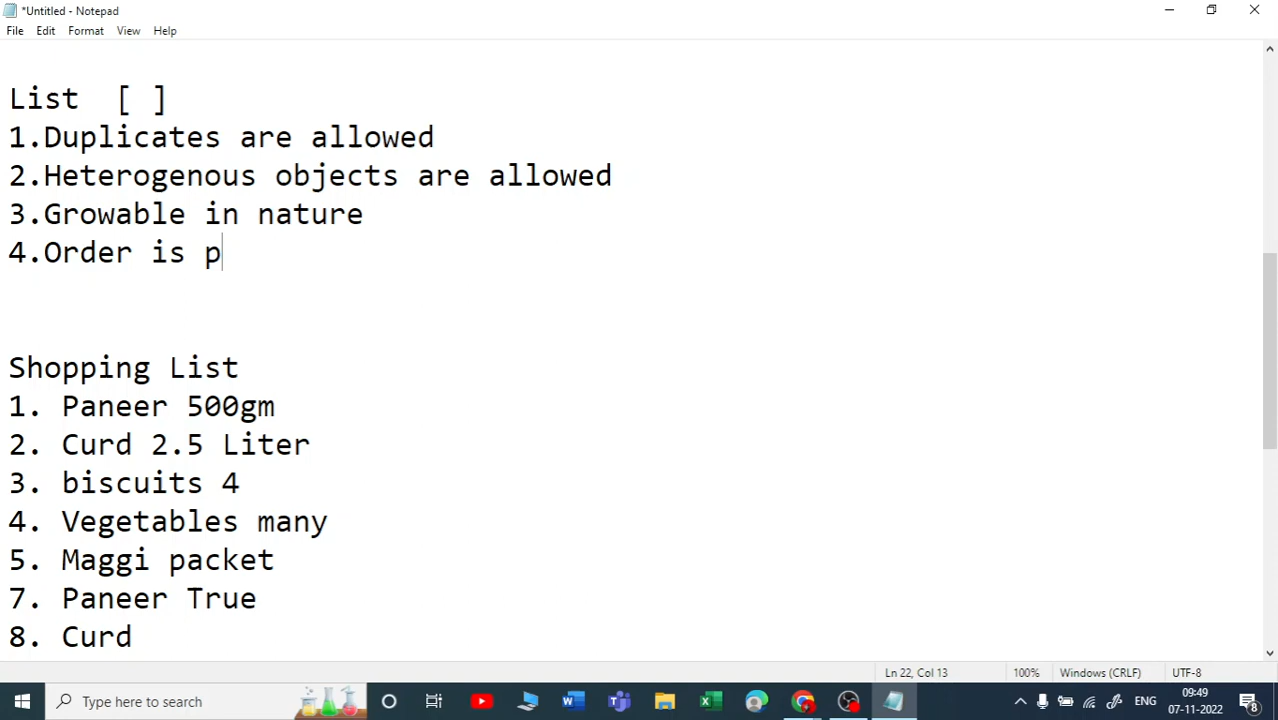 *Untitled - Notepad
File Edit Format View Help
List [ ]
1.Duplicates are allowed
2.Heterogenous objects are allowed
3.Growable in nature
4.Order is p
Shopping List
1. Paneer 500gm
2. Curd 2.5 Liter
3. biscuits 4
4. Vegetables many
5. Maggi packet
7. Paneer True
8. Curd
Ln 22, Col 13 100% Windows (CRLF) UTF-8
Type here to search
ENG
09:49
07-11-2022
8